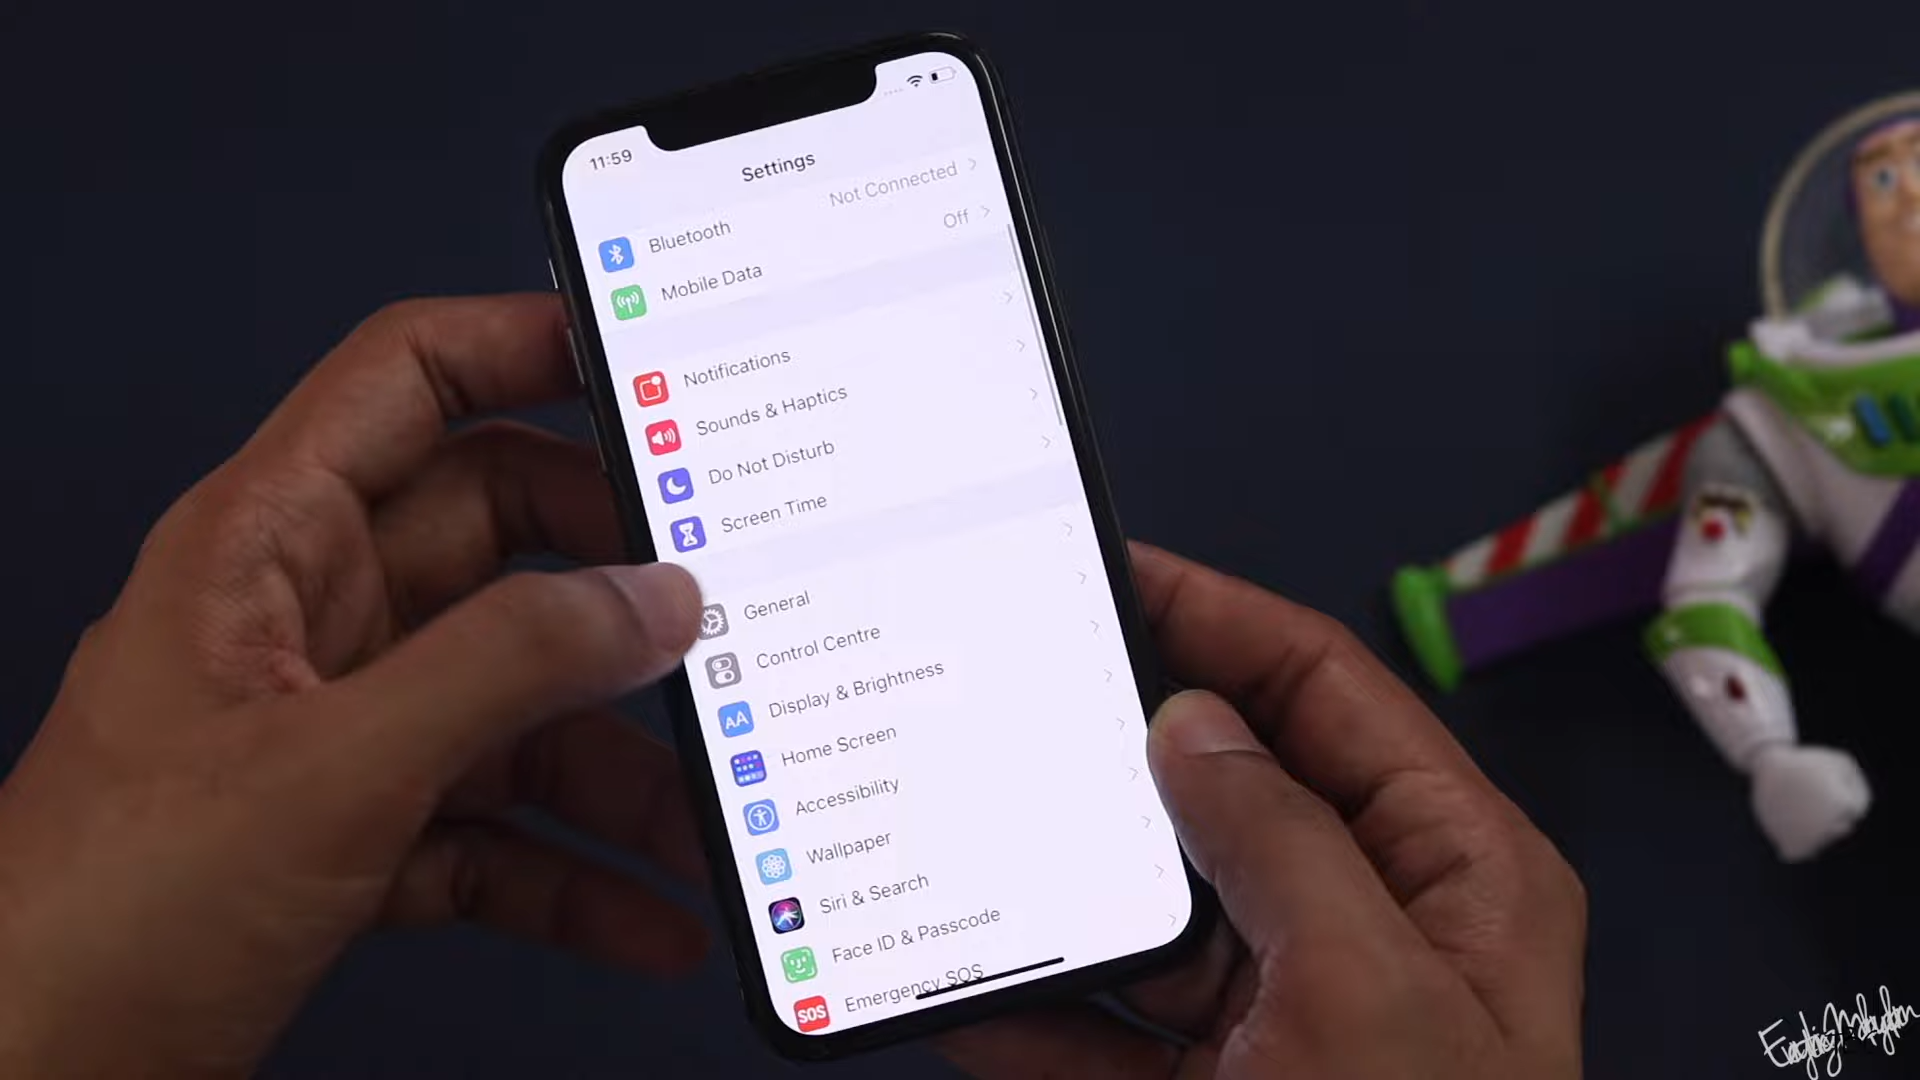 11:59
Settings
Not Connected
Bluetooth
Off
Mobile Data
Notifications
Sounds & Haptics
Do Not Disturb
Screen Time
General
Control Centre
AA
Display & Brightness
Home Screen
Accessibility
Wallpaper
Siri & Search
Face ID & Passcode
SOS
Emergency SOS